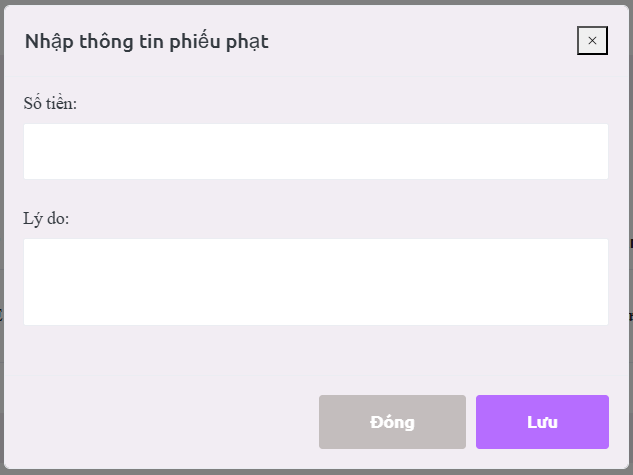 Nhập thông tin phiếu phạt
×
Số tiền:
Lý do:
Đóng
Lưu